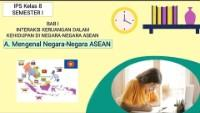 IPS Kelas 8
SEMESTER I
BAB I
INTERAKSI KERUANGAN DALAM
KEHIDUPAN DI NEGARA-NEGARA ASEAN
A. Mengenal Negara-Negara ASEAN